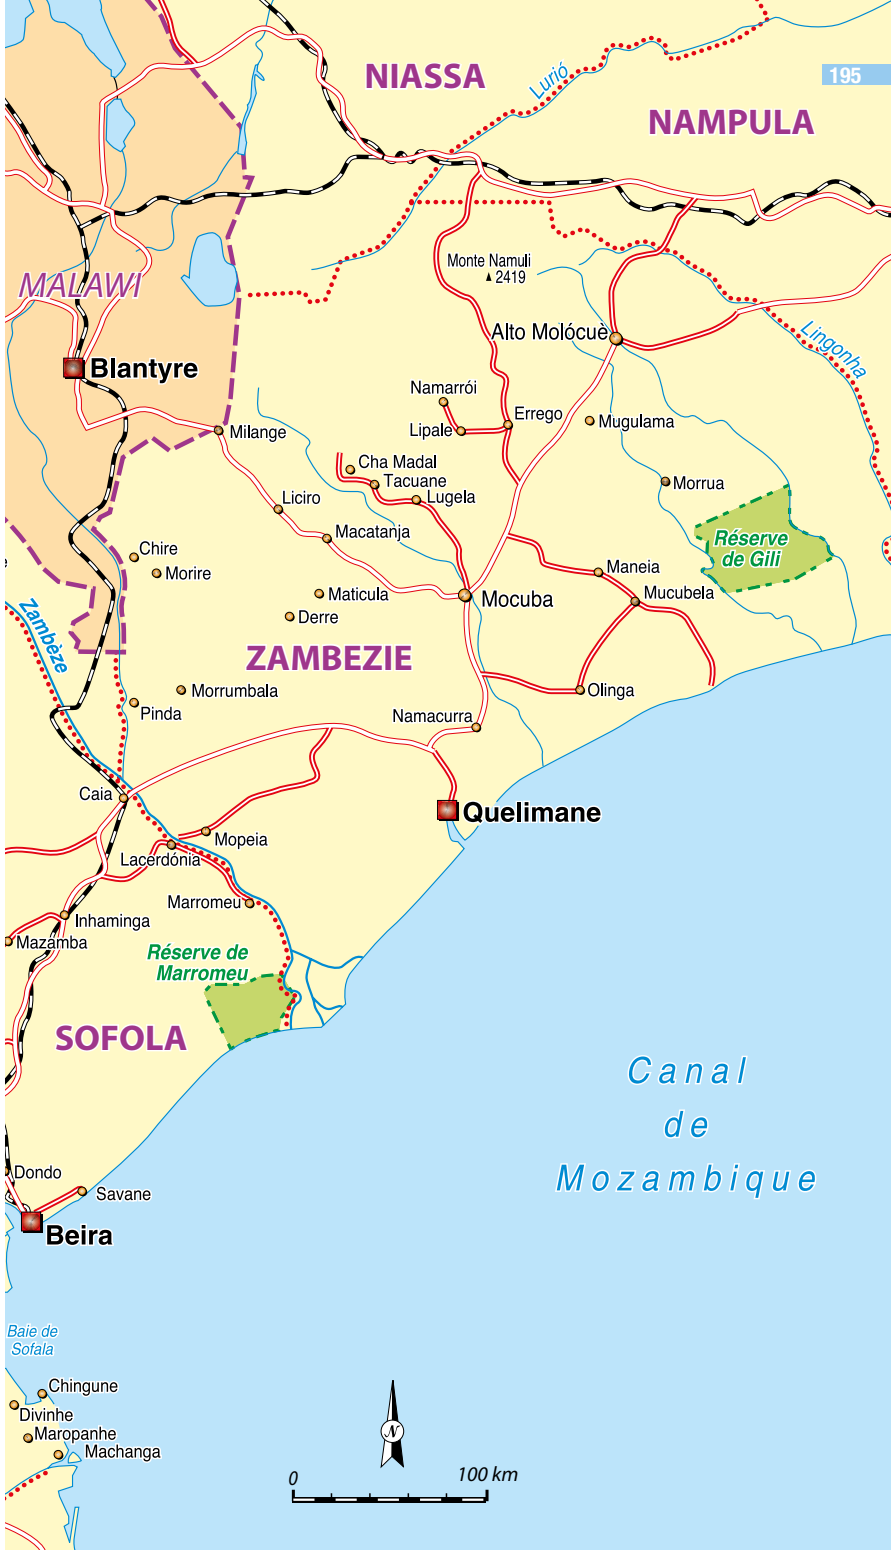 NIASSA
Lurió
195
NAMPULA
Monte Namuli
2419
MALAWI
Alto Molócuè
Lingonha
Blantyre
Namarrói
Errego
Mugulama
Lipale
Milange
Cha Madal
Tacuane
Lugela
Morrua
Liciro
Macatanja
Réserve
de Gili
Chire
Morire
Maneia
Maticula
Mocuba
Mucubela
Derre
Zambèze
ZAMBEZIE
Morrumbala
Olinga
Pinda
Namacurra
Caia
Quelimane
Mopeia
Lacerdónia
Marromeu
Inhaminga
Mazamba
Réserve de
Marromeu
SOFOLA
Canal
de
Mozambique
Dondo
Savane
Beira
Baie de
Sofala
Chingune
Divinhe
Maropanhe
Machanga
N
0
100 km